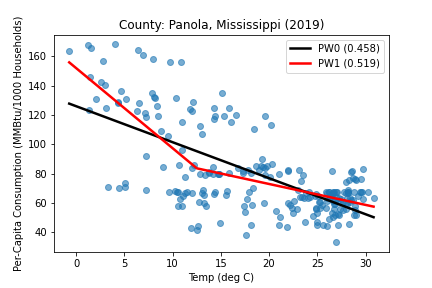 County: Panola, Mississippi (2019)
Per-Capita Consumption (MMBtu/1000 Households)
160
140
120
100
80
60
40
PW0 (0.458)
PW1 (0.519)
0 5 10 15 20 25 30
Temp (deg C)